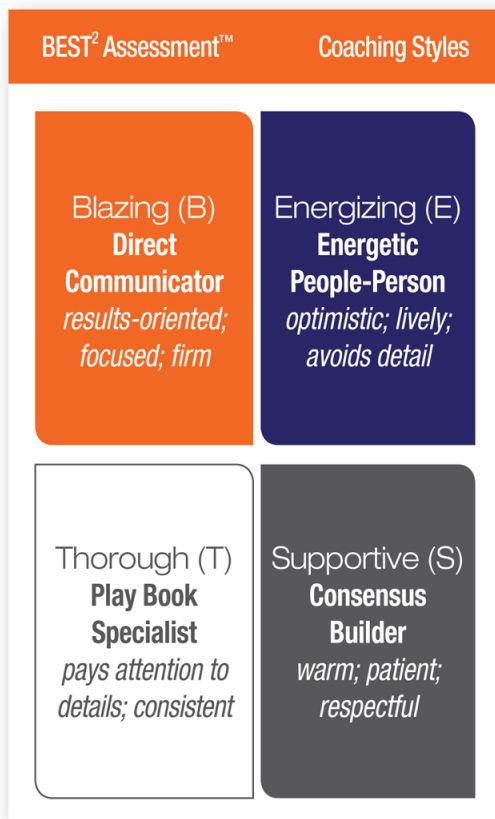 BEST² Assessment™
Coaching Styles
Blazing (B)
Direct
Communicator
results-oriented;
focused; firm
Energizing (E)
Energetic
People-Person
optimistic; lively;
avoids detail
Thorough (T)
Play Book
Specialist
pays attention to
details; consistent
Supportive (S)
Consensus
Builder
warm; patient;
respectful